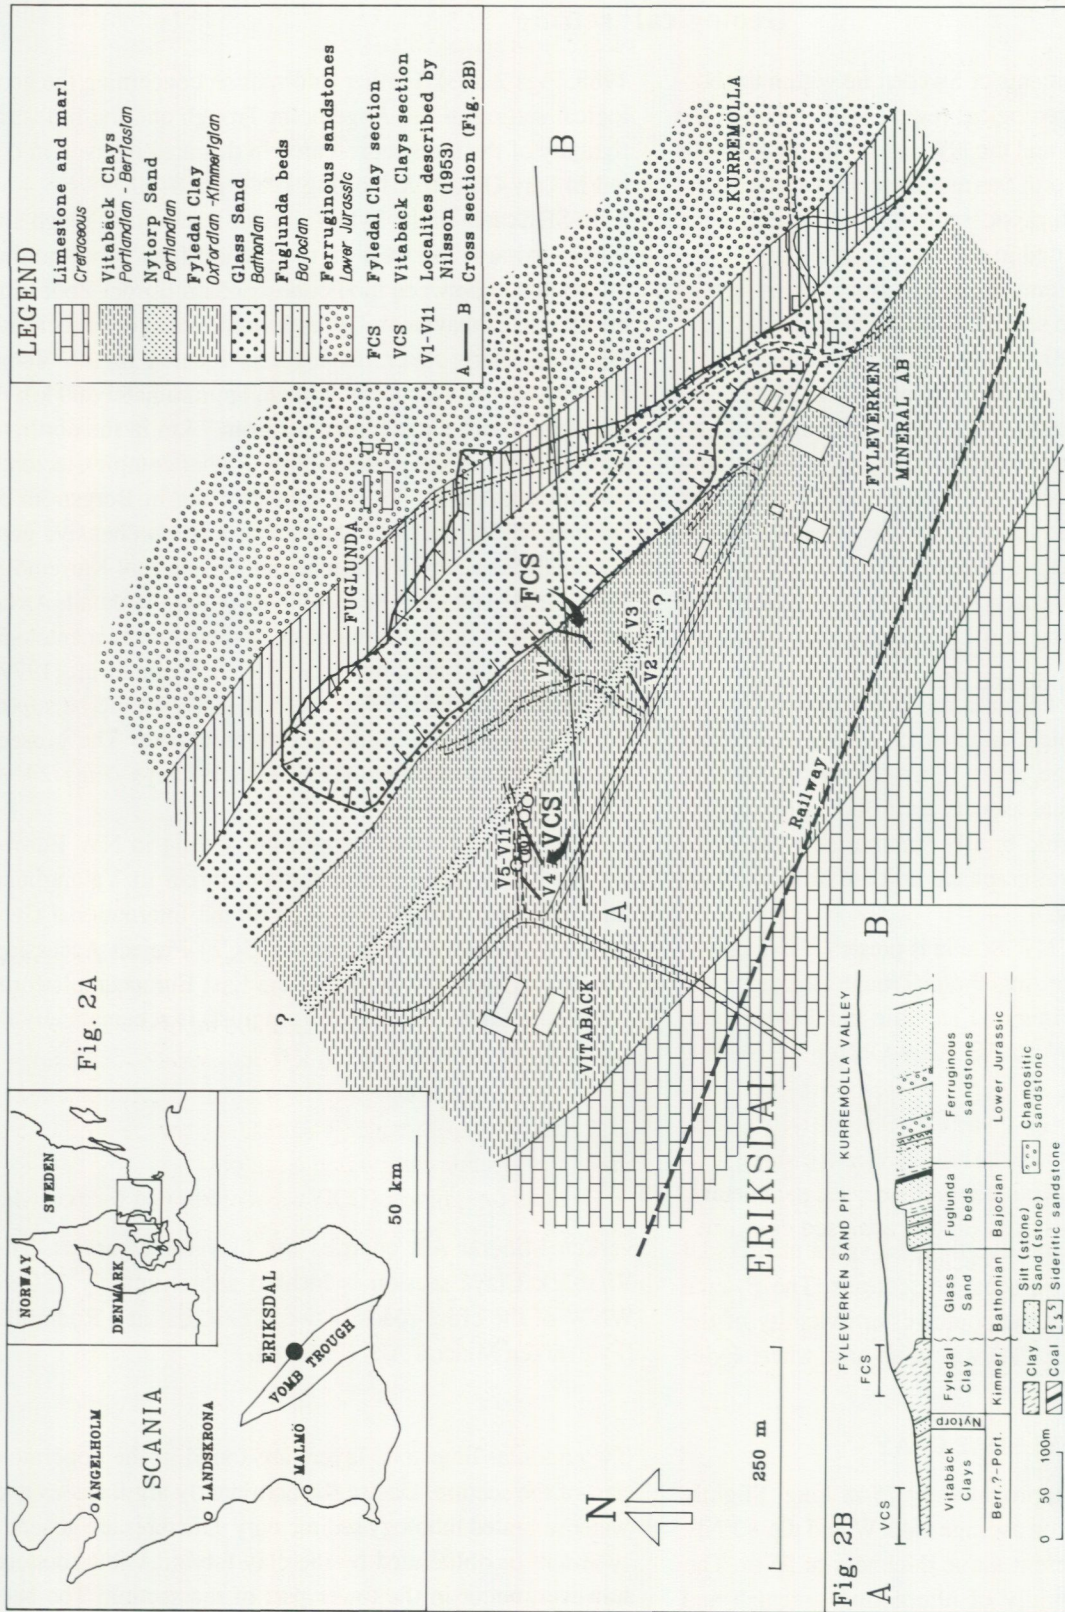 Fig. 2A
LEGEND
Limestone and marl
Cretaceous
Vitabäck Clays
Portlandian - Berriasian
Nytorp Sand
Portlandian
Fyledal Clay
Oxfordian - Kimmerigian
Glass Sand
Bathonian
Fuglunda beds
Bajocian
Ferruginous sandstones
Lower Jurassic
FCS Fyledal Clay section
VCS Vitabäck Clays section
V1-V11 Localites described by
Nilsson (1953)
A B Cross section (Fig. 2B)
NORWAY
SWEDEN
DENMARK
ÄNGELHOLM
SCANIA
LANDSKRONA
ERIKSDAL
VOMB TROUGH
MALMÖ
50 km
N
250 m
?
FUGLUNDA
KURREMOLLA
B
FCS
V1
V3
?
V2
V5-V11
VCS
V4
A
VITABÄCK
FYLEVERKEN
MINERAL AB
Railway
ERIKSDAL
Fig. 2B
A
B
VCS
FCS
FYLEVERKEN SAND PIT
KURREMOLLA VALLEY
Vitabäck
Clays
Nytorp
Fyledal
Clay
Glass
Sand
Fuglunda
beds
Ferruginous
sandstones
Berr.?-Port.
Kimmer.
Bathonian
Bajocian
Lower Jurassic
0 50 100m
Clay
Silt (stone)
Sand (stone)
Chamositic
sandstone
Coal
Sideritic sandstone